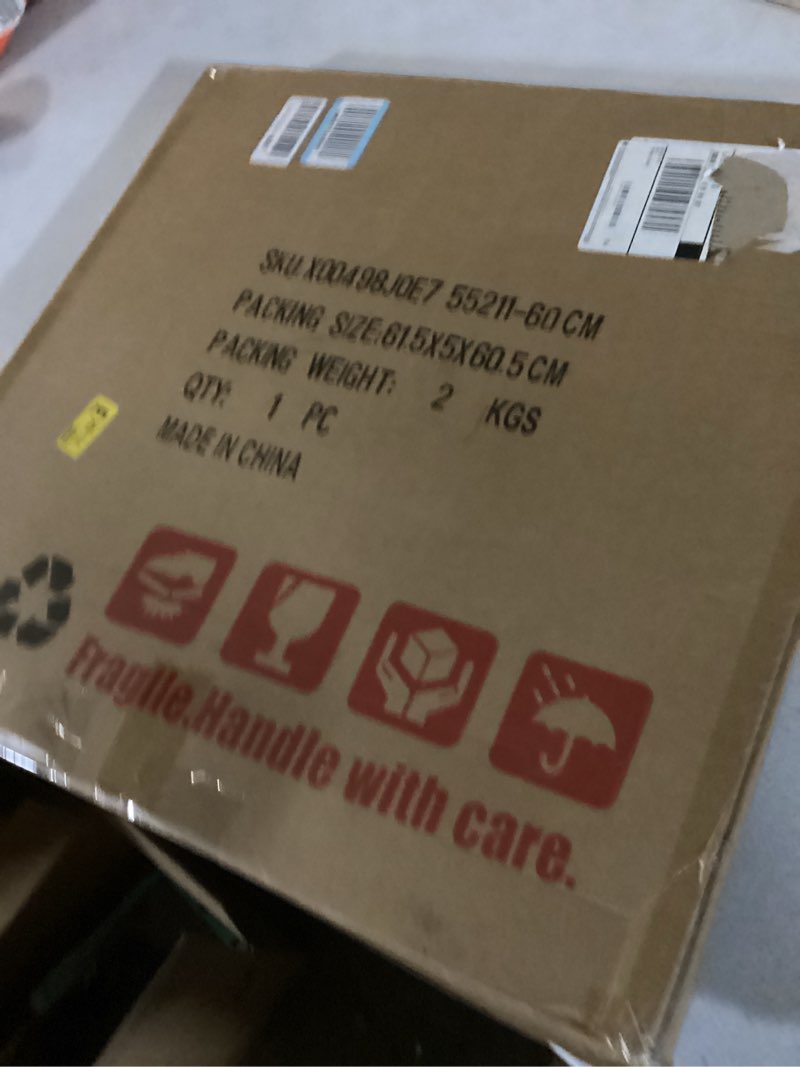 SKU:X00498J0E7 55211-60CM
PACKING SIZE:61.5X5X60.5CM
PACKING WEIGHT: 2 KGS
QTY: 1 PC
MADE IN CHINA
Fragile.Handle with care.